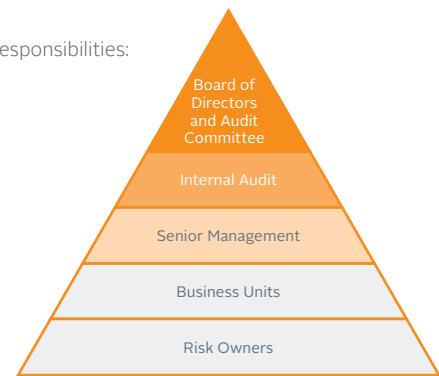 esponsibilities:
Board of
Directors
and Audit
Committee
Internal Audit
Senior Management
Business Units
Risk Owners